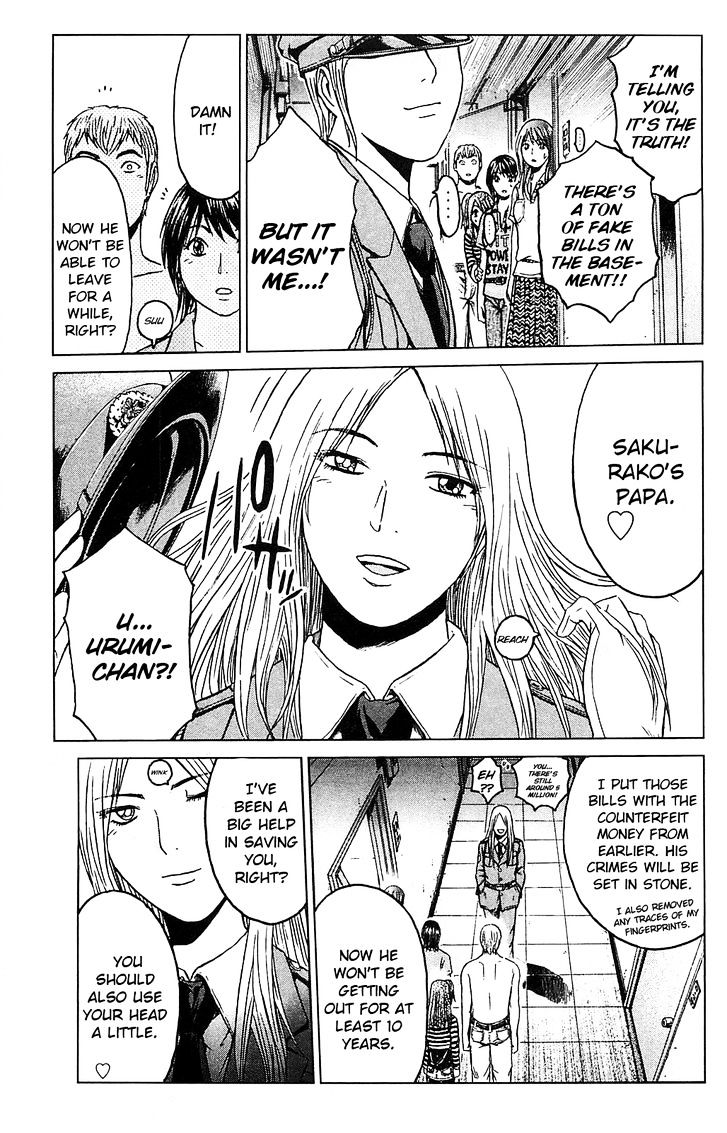 I'M
TELLING
YOU,
IT'S THE
TRUTH!
THERE'S
A TON
OF FAKE
BILLS IN
THE BASE-
MENT!!
BUT IT
WASN'T
ME...!
DAMN
IT!
NOW HE
WON'T BE
ABLE TO
LEAVE
FOR A
WHILE,
RIGHT?
SUU
SAKU-
RAKO'S
PAPA.
♡
REACH
U...
URUMI-
CHAN?!
I PUT THOSE
BILLS WITH THE
COUNTERFEIT
MONEY FROM
EARLIER. HIS
CRIMES WILL BE
SET IN STONE.
I ALSO REMOVED
ANY TRACES OF MY
FINGERPRINTS.
YOU...
THERE'S
STILL
AROUND 5
MILLION!
EH
??
NOW HE
WON'T BE
GETTING
OUT FOR AT
LEAST 10
YEARS.
WINK
I'VE
BEEN A
BIG HELP
IN SAVING
YOU,
RIGHT?
YOU
SHOULD
ALSO USE
YOUR HEAD
A LITTLE.
♡